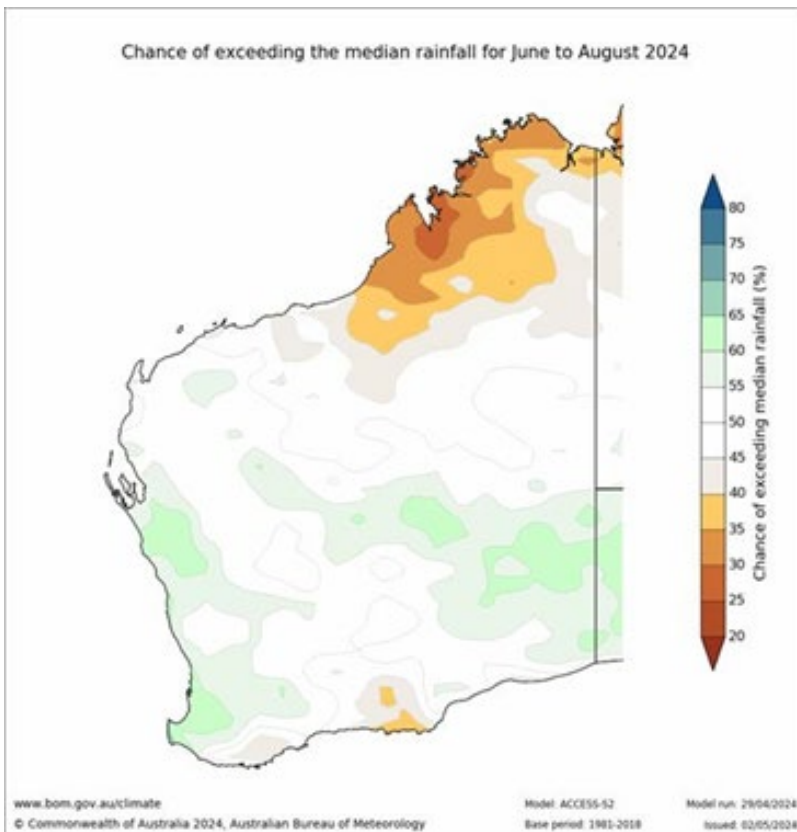 Chance of exceeding the median rainfall for June to August 2024
80
75
70
65
60
55
50
45
40
35
30
25
20
Chance of exceeding median rainfall (%)
www.bom.gov.au/climate
© Commonwealth of Australia 2024, Australian Bureau of Meteorology
Model: ACCESS-S2
Base period: 1981-2018
Model run: 29/04/2024
Issued: 02/05/2024